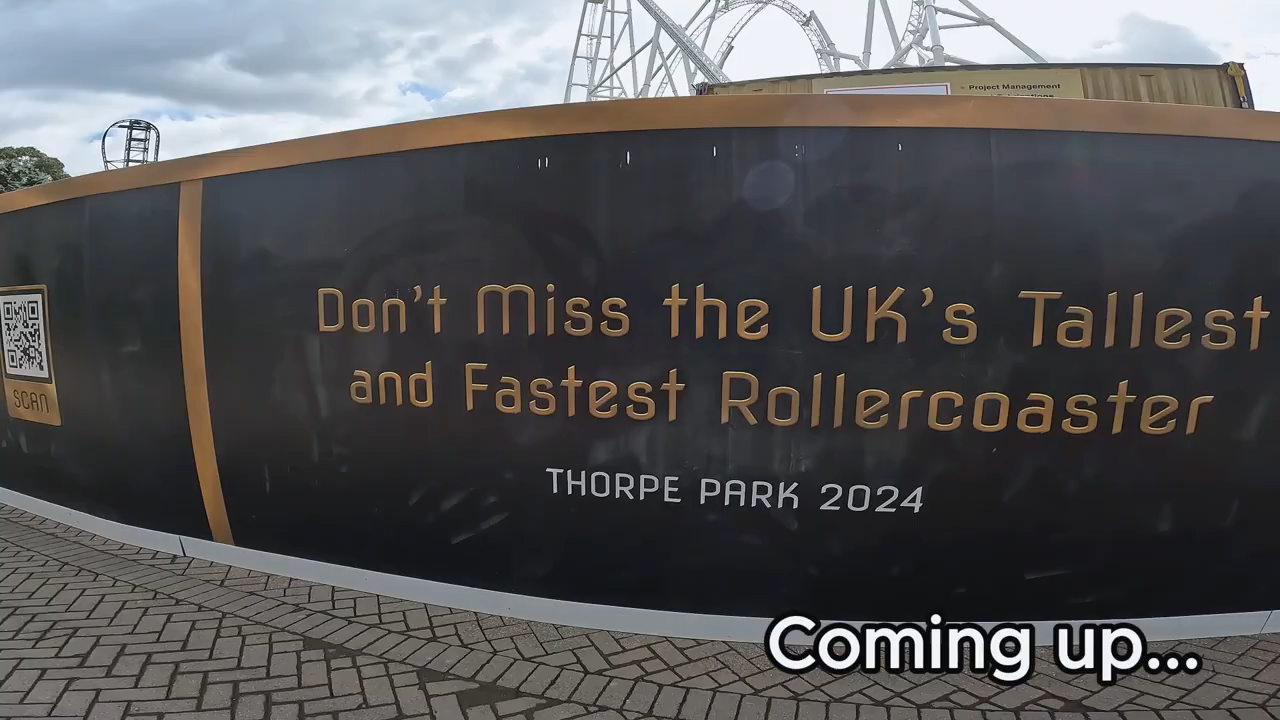 Project Management
Don't Miss the UK's Tallest
and Fastest Rollercoaster
THORPE PARK 2024
SCAN
Coming up...